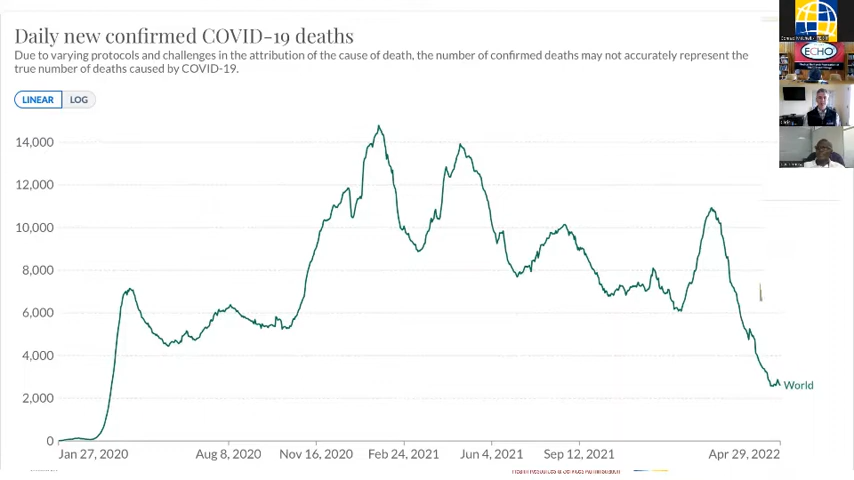 Daily new confirmed COVID-19 deaths
Due to varying protocols and challenges in the attribution of the cause of death, the number of confirmed deaths may not accurately represent the
true number of deaths caused by COVID-19.
LINEAR LOG
ECHO
14,000
12,000
10,000
8,000
6,000
4,000
2,000
0
World
Jan 27, 2020 Aug 8, 2020 Nov 16, 2020 Feb 24, 2021 Jun 4, 2021 Sep 12, 2021 Apr 29, 2022